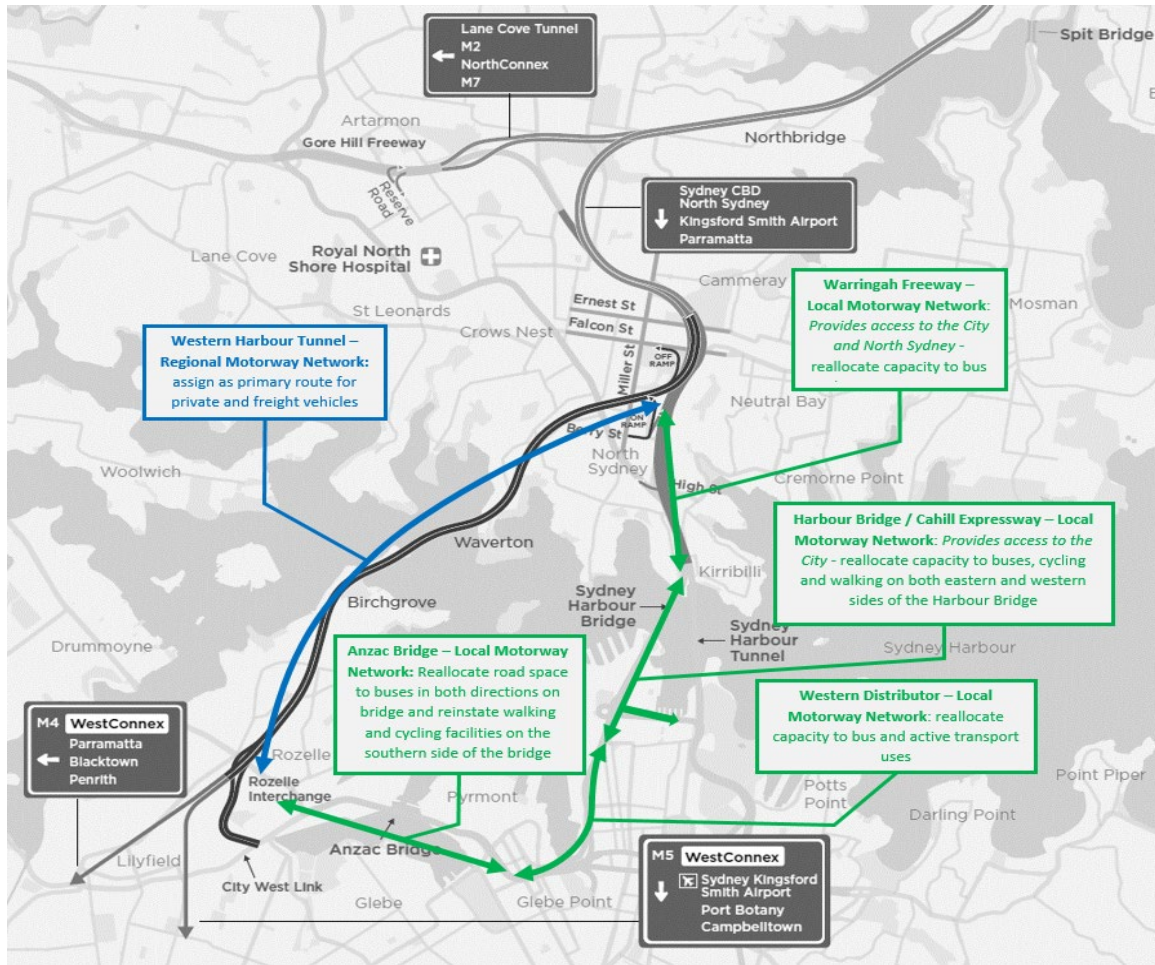 Lane Cove Tunnel
M2
NorthConnex
M7
Spit Bridge
Artarmon
Gore Hill Freeway
Northbridge
Reserve
Road
Sydney CBD
North Sydney
Kingsford Smith Airport
Parramatta
Lane Cove
Royal North
Shore Hospital
Cammeray
St Leonards
Ernest St
Crows Nest
Falcon St
Miller St
OFF
RAMP
Mosman
Warringah Freeway –
Local Motorway Network:
Provides access to the City
and North Sydney -
reallocate capacity to bus
Western Harbour Tunnel –
Regional Motorway Network:
assign as primary route for
private and freight vehicles
Neutral Bay
ON
RAMP
Berry St
North
Sydney
Woolwich
High St
Cremorne Point
Waverton
Harbour Bridge / Cahill Expressway – Local
Motorway Network: Provides access to the
City - reallocate capacity to buses, cycling
and walking on both eastern and western
sides of the Harbour Bridge
Kirribilli
Sydney
Harbour
Bridge
Birchgrove
Sydney
Harbour
Tunnel
Drummoyne
Sydney Harbour
Anzac Bridge – Local Motorway
Network: Reallocate road space
to buses in both directions on
bridge and reinstate walking
and cycling facilities on the
southern side of the bridge
Western Distributor – Local
Motorway Network: reallocate
capacity to bus and active transport
uses
M4 WestConnex
Parramatta
Blacktown
Penrith
Rozelle
Rozelle
Interchange
Pyrmont
Potts
Point
Point Piper
Darling Point
Anzac Bridge
Lilyfield
City West Link
Glebe
Glebe Point
M5 WestConnex
Sydney Kingsford
Smith Airport
Port Botany
Campbelltown